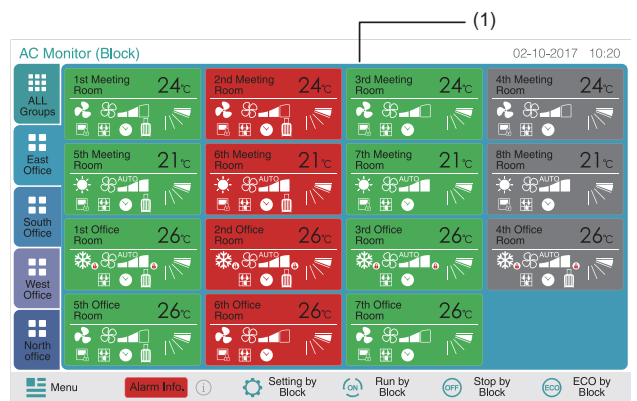 (1)
AC Monitor (Block)
02-10-2017 10:20
ALL
Groups
East
Office
South
Office
West
Office
North
office
1st Meeting
Room
24°C
2nd Meeting
Room
24°C
3rd Meeting
Room
24°C
4th Meeting
Room
24°C
5th Meeting
Room
21°C
AUTO
6th Meeting
Room
21°C
AUTO
7th Meeting
Room
21°C
AUTO
8th Meeting
Room
21°C
AUTO
1st Office
Room
26°C
AUTO
2nd Office
Room
26°C
AUTO
3rd Office
Room
26°C
AUTO
4th Office
Room
26°C
AUTO
5th Office
Room
26°C
6th Office
Room
26°C
7th Office
Room
26°C
Menu
Alarm Info.
i
Setting by
Block
ON
Run by
Block
OFF
Stop by
Block
ECO
ECO by
Block